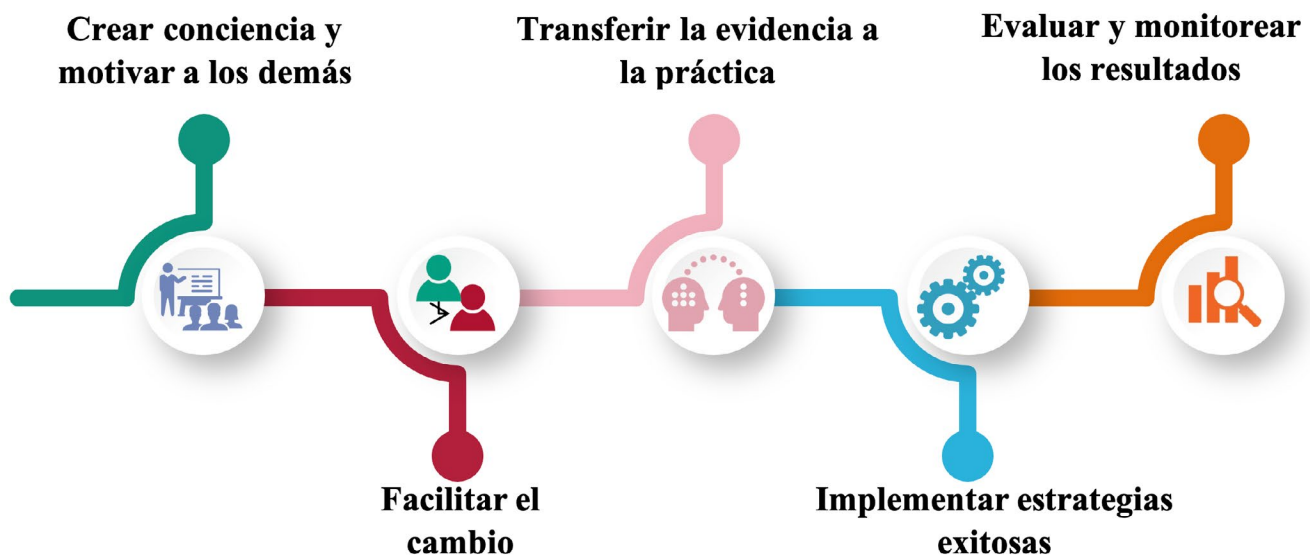 Crear conciencia y
motivar a los demás
Facilitar el
cambio
Transferir la evidencia a
la práctica
Implementar estrategias
exitosas
Evaluar y monitorear
los resultados